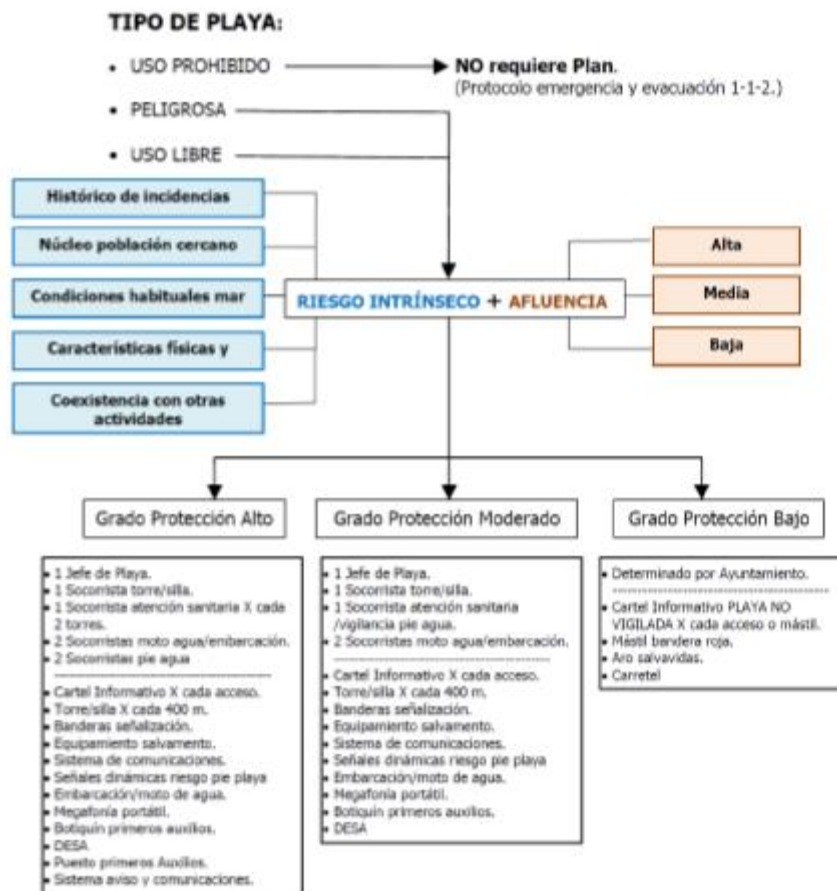 TIPO DE PLAYA:
• USO PROHIBIDO
NO requiere Plan.
(Protocolo emergencia y evacuación 1-1-2.)
• PELIGROSA
• USO LIBRE
Histórico de incidencias
Núcleo población cercano
Condiciones habituales mar
Características físicas y
Coexistencia con otras
actividades
RIESGO INTRÍNSECO + AFLUENCIA
Alta
Media
Baja
Grado Protección Alto
• 1 Jefe de Playa.
• 1 Socorrista torre/silla.
• 1 Socorrista atención sanitaria X cada
2 torres.
• 2 Socorristas moto agua/embarcación.
• 2 Socorristas pie agua
--------------------------------------------
• Cartel Informativo X cada acceso.
• Torre/silla X cada 400 m.
• Banderas señalización.
• Equipamiento salvamento.
• Sistema de comunicaciones.
• Señales dinámicas riesgo pie playa
• Embarcación/moto de agua.
• Megafonía portátil.
• Botiquín primeros auxilios.
• DESA
• Puesto primeros Auxilios.
• Sistema aviso y comunicaciones.
Grado Protección Moderado
• 1 Jefe de Playa.
• 1 Socorrista torre/silla.
• 1 Socorrista atención sanitaria
/vigilancia pie agua.
• 2 Socorristas moto agua/embarcación.
--------------------------------------------
• Cartel Informativo X cada acceso.
• Torre/silla X cada 400 m.
• Banderas señalización.
• Equipamiento salvamento.
• Sistema de comunicaciones.
• Señales dinámicas riesgo pie playa
• Embarcación/moto de agua.
• Megafonía portátil.
• Botiquín primeros auxilios.
• DESA
Grado Protección Bajo
• Determinado por Ayuntamiento.
--------------------------------------------
• Cartel Informativo PLAYA NO
VIGILADA X cada acceso o mástil.
• Mástil bandera roja.
• Aro salvavidas.
• Carretel